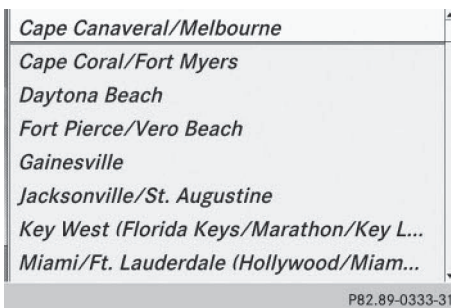 Cape Canaveral/Melbourne
Cape Coral/Fort Myers
Daytona Beach
Fort Pierce/Vero Beach
Gainesville
Jacksonville/St. Augustine
Key West (Florida Keys/Marathon/Key L...
Miami/Ft. Lauderdale (Hollywood/Miam...
P82.89-0333-31